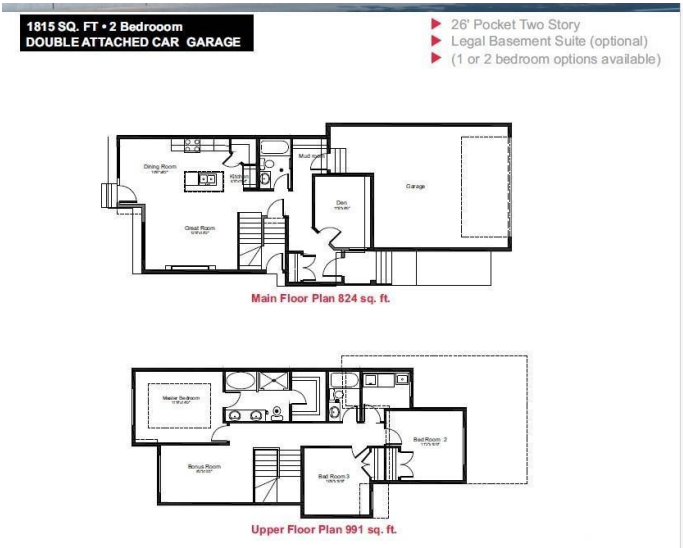 1815 SQ. FT • 2 Bedrooom
DOUBLE ATTACHED CAR GARAGE
26' Pocket Two Story
Legal Basement Suite (optional)
(1 or 2 bedroom options available)
Mud room
Dining Room
Kitchen
Garage
Den
Great Room
Main Floor Plan 824 sq. ft.
Master Bedroom
Bed Room 2
Bonus Room
Bed Room 3
Upper Floor Plan 991 sq. ft.